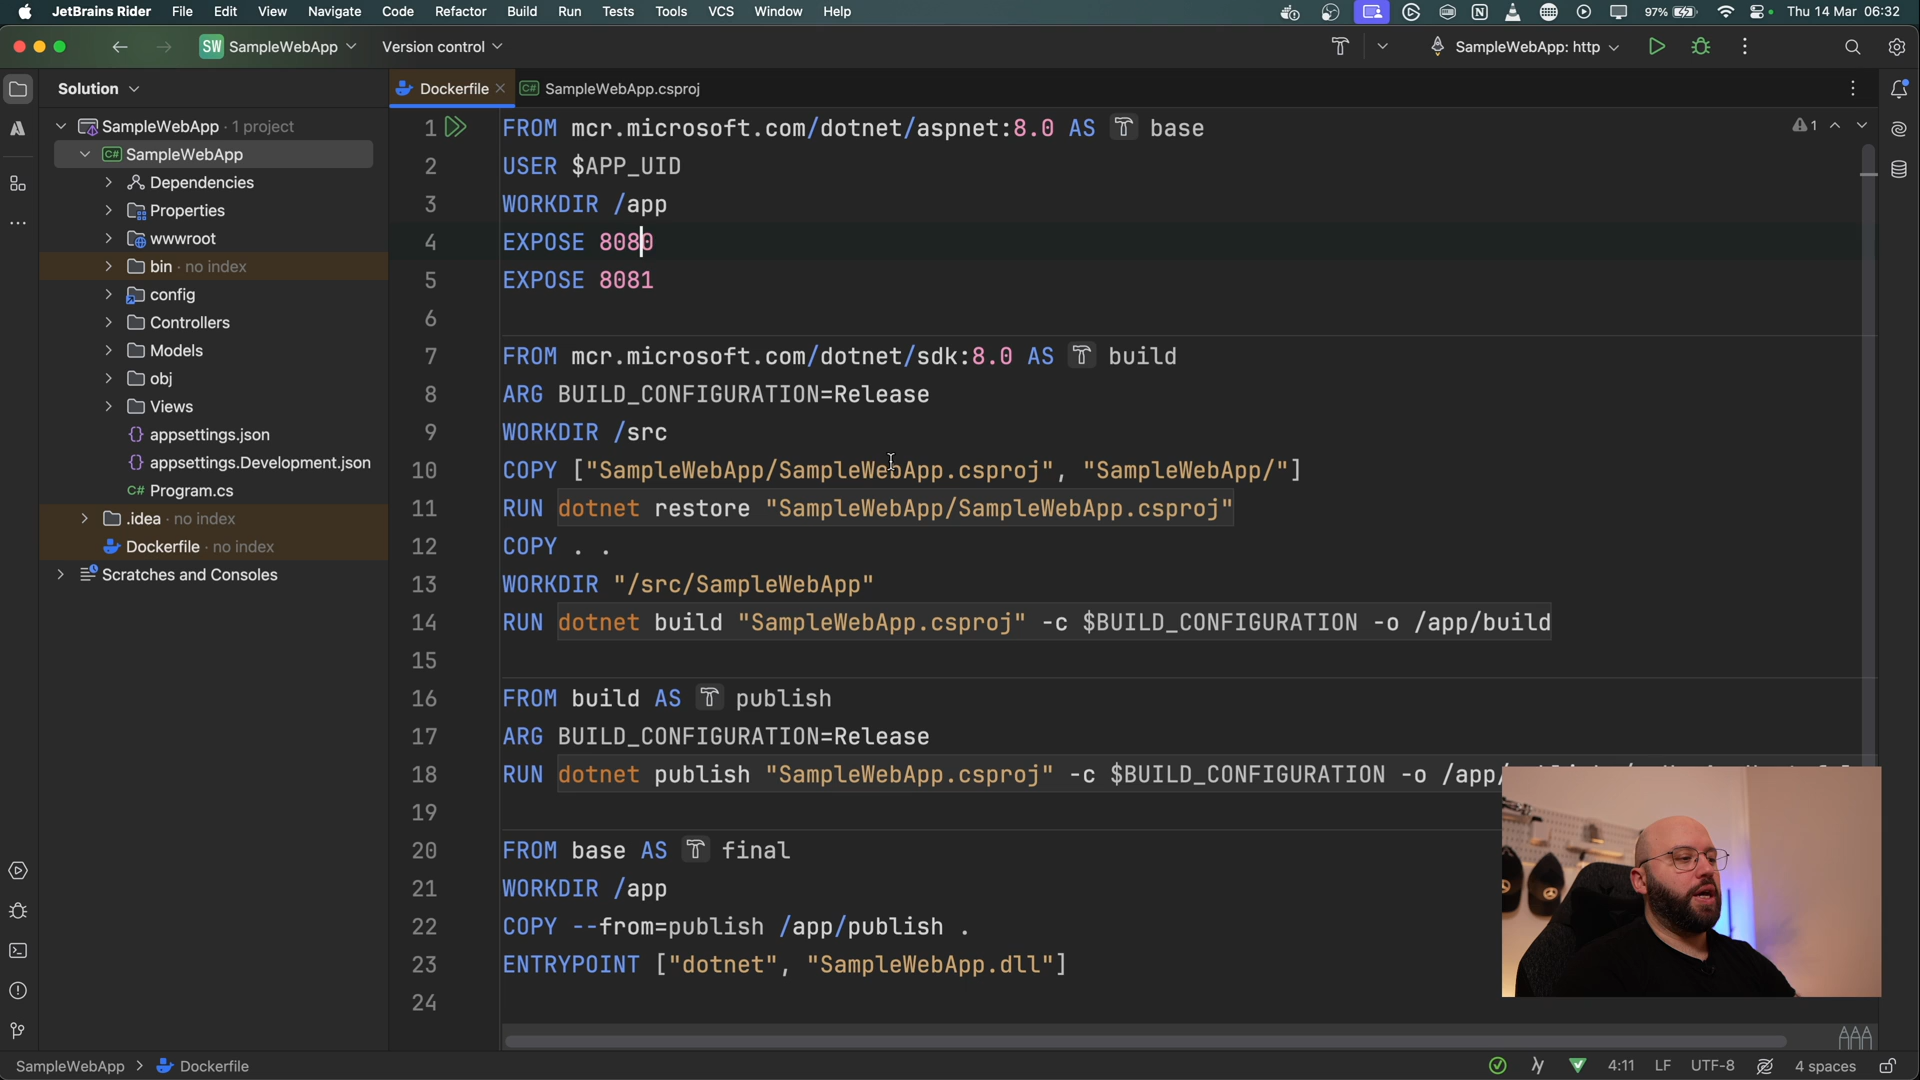 JetBrains Rider File Edit View Navigate Code Refactor Build Run Tests Tools VCS Window Help 97% Thu 14 Mar 06:32
SW SampleWebApp Version control SampleWebApp: http
Solution
SampleWebApp · 1 project
C# SampleWebApp
Dependencies
Properties
wwwroot
bin · no index
config
Controllers
Models
obj
Views
{} appsettings.json
{} appsettings.Development.json
C# Program.cs
.idea · no index
Dockerfile · no index
Scratches and Consoles
Dockerfile C# SampleWebApp.csproj
1 FROM mcr.microsoft.com/dotnet/aspnet:8.0 AS base
1
2 USER $APP_UID
3 WORKDIR /app
4 EXPOSE 8080
5 EXPOSE 8081
6
7 FROM mcr.microsoft.com/dotnet/sdk:8.0 AS build
8 ARG BUILD_CONFIGURATION=Release
9 WORKDIR /src
10 COPY ["SampleWebApp/SampleWebApp.csproj", "SampleWebApp/"]
11 RUN dotnet restore "SampleWebApp/SampleWebApp.csproj"
12 COPY . .
13 WORKDIR "/src/SampleWebApp"
14 RUN dotnet build "SampleWebApp.csproj" -c $BUILD_CONFIGURATION -o /app/build
15
16 FROM build AS publish
17 ARG BUILD_CONFIGURATION=Release
18 RUN dotnet publish "SampleWebApp.csproj" -c $BUILD_CONFIGURATION -o /app/
19
20 FROM base AS final
21 WORKDIR /app
22 COPY --from=publish /app/publish .
23 ENTRYPOINT ["dotnet", "SampleWebApp.dll"]
24
SampleWebApp > Dockerfile 4:11 LF UTF-8 4 spaces